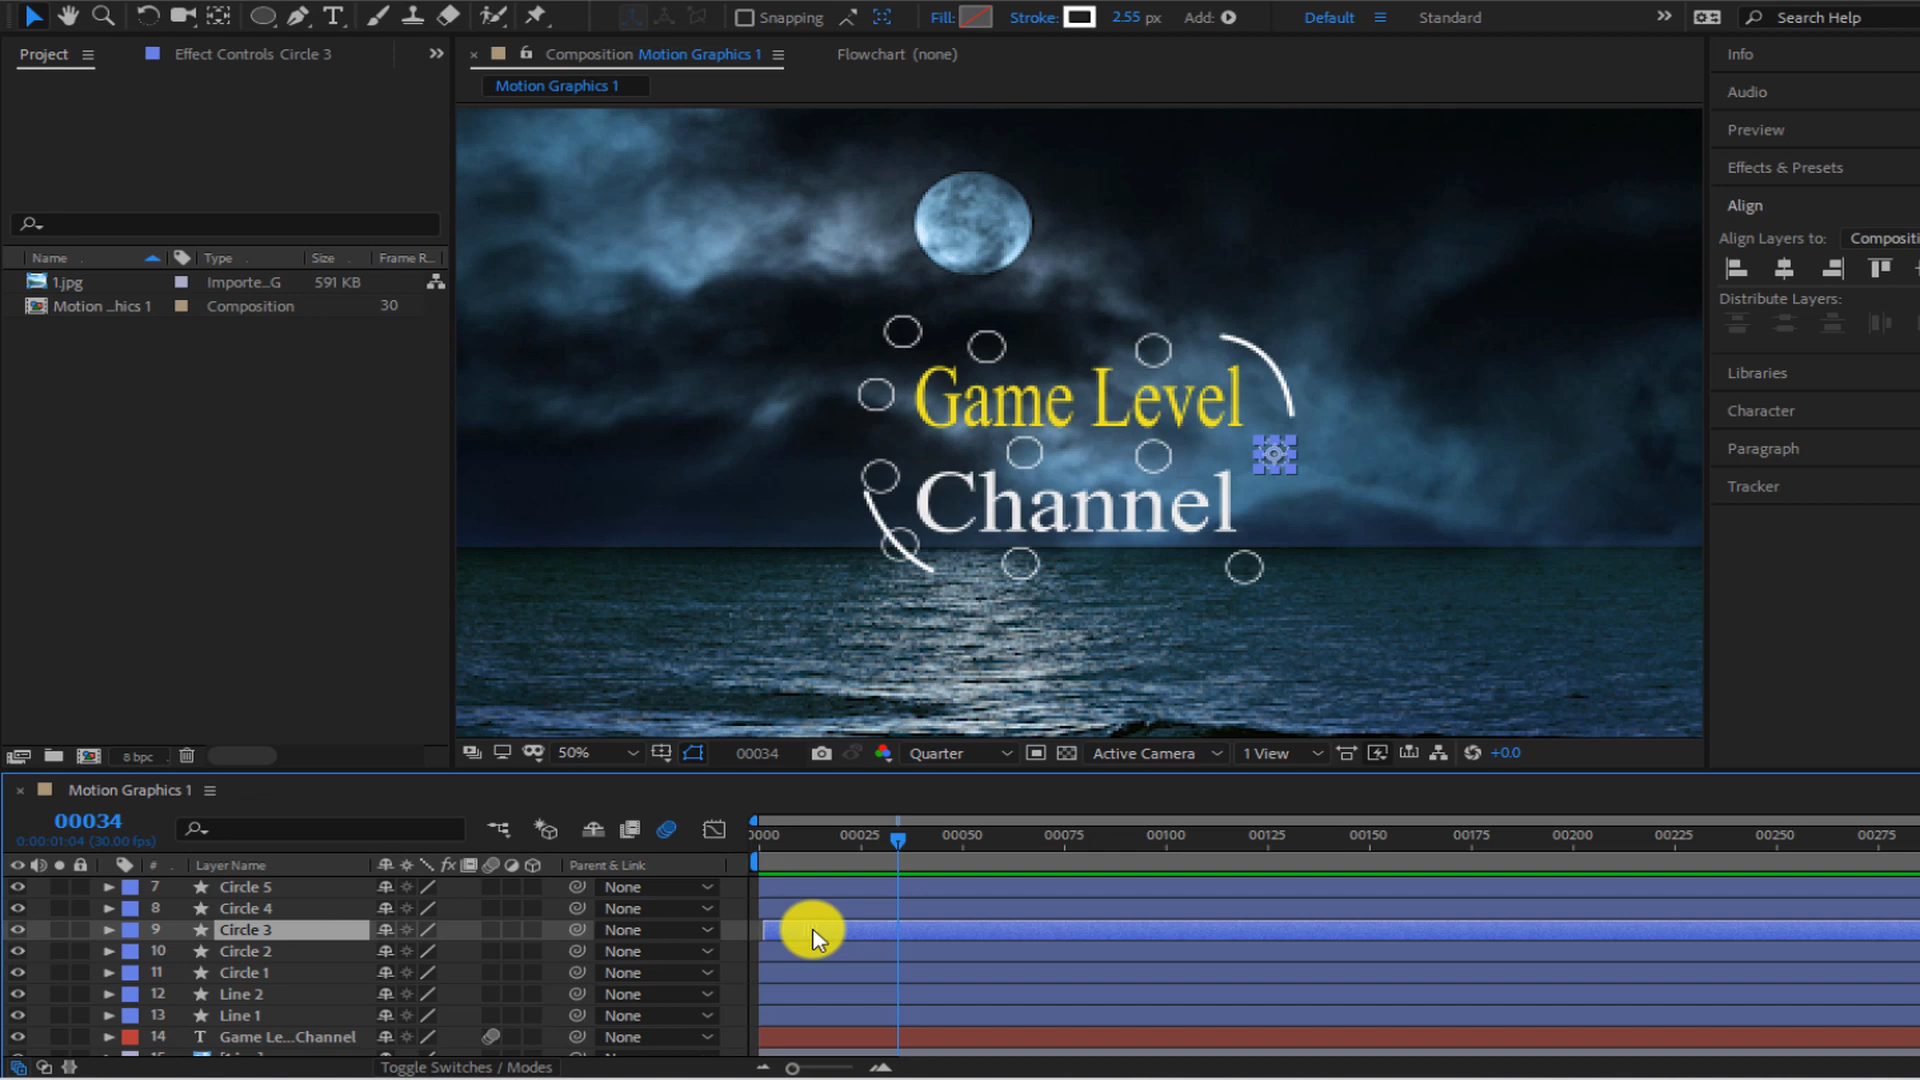 Snapping
Fill:
Stroke:
2.55 px
Add:
Default
Standard
Search Help
Project
Effect Controls Circle 3
Composition Motion Graphics 1
Flowchart (none)
Motion Graphics 1
Info
Audio
Preview
Effects & Presets
Align
Align Layers to:
Compositi
Distribute Layers:
Libraries
Character
Paragraph
Tracker
Name
Type
Size
Frame R...
1.jpg
Importe...G
591 KB
Motion ...hics 1
Composition
30
Game Level
Channel
8 bpc
50%
00034
Quarter
Active Camera
1 View
+0.0
Motion Graphics 1
00034
0:00:01:04 (30.00 fps)
0000
00025
00050
00075
00100
00125
00150
00175
00200
00225
00250
00275
#
Layer Name
fx
Parent & Link
7
Circle 5
None
8
Circle 4
None
9
Circle 3
None
10
Circle 2
None
11
Circle 1
None
12
Line 2
None
13
Line 1
None
14
T
Game Le...Channel
None
Toggle Switches / Modes